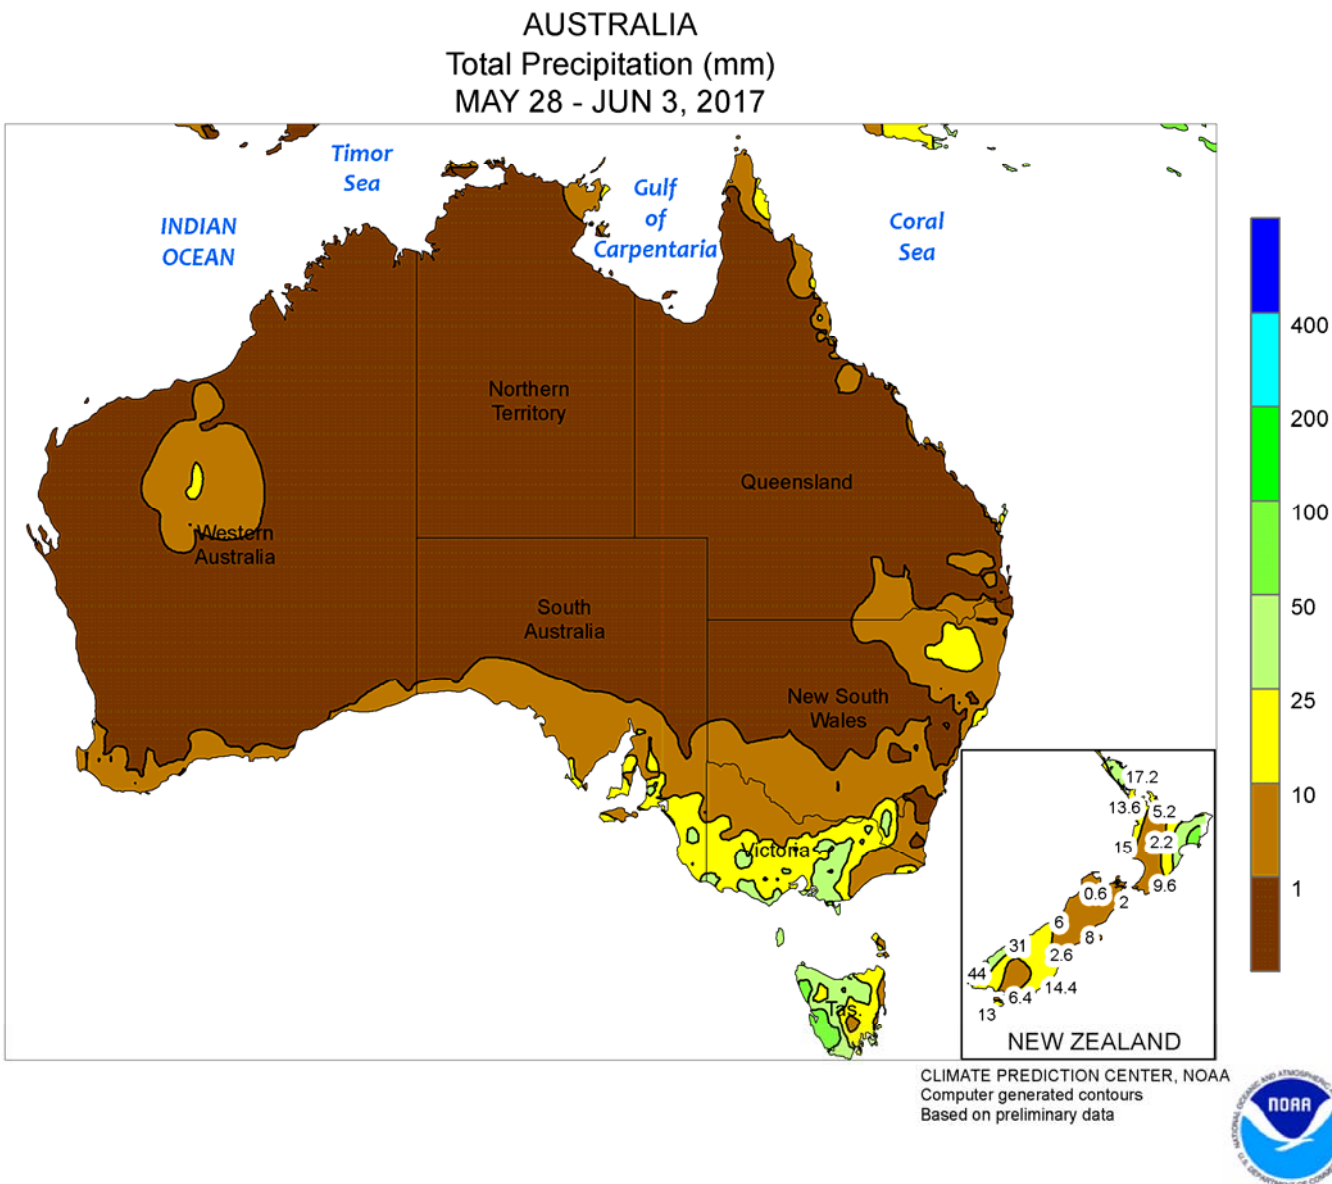 AUSTRALIA
Total Precipitation (mm)
MAY 28 - JUN 3, 2017
Timor
Sea
INDIAN
OCEAN
Gulf
of
Carpentaria
Coral
Sea
Northern
Territory
Queensland
Western
Australia
South
Australia
New South
Wales
Victoria
Tas.
400
200
100
50
25
10
1
17.2
13.6
5.2
15
2.2
9.6
0.6
2
6
8
31
2.6
44
14.4
6.4
13
NEW ZEALAND
CLIMATE PREDICTION CENTER, NOAA
Computer generated contours
Based on preliminary data
NOAA